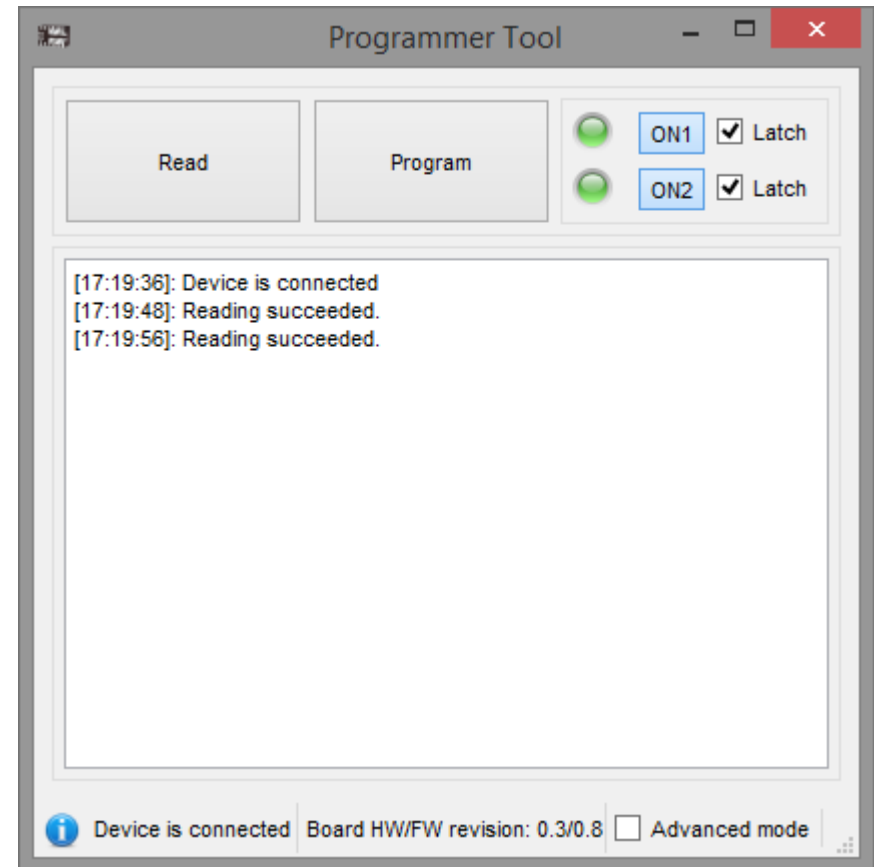 Programmer Tool
Read
Program
ON1
Latch
ON2
Latch
[17:19:36]: Device is connected
[17:19:48]: Reading succeeded.
[17:19:56]: Reading succeeded.
Device is connected
Board HW/FW revision: 0.3/0.8
Advanced mode